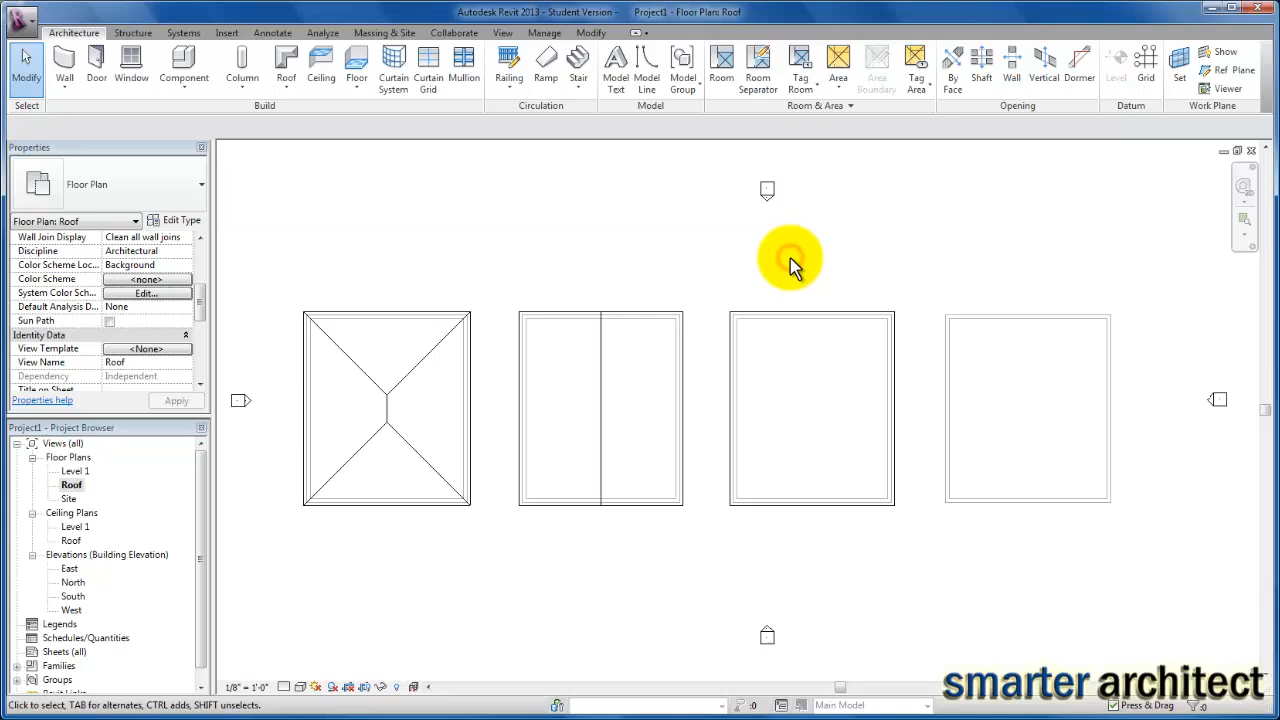 Autodesk Revit 2013 - Student Version - Project1 - Floor Plan: Roof
Architecture Structure Systems Insert Annotate Analyze Massing & Site Collaborate View Manage Modify
Modify Wall Door Window Component Column Roof Ceiling Floor Curtain System Curtain Grid Mullion Railing Ramp Stair Model Text Model Line Model Group Room Room Separator Tag Room Area Area Boundary Tag Area By Face Shaft Wall Vertical Dormer Level Grid Set Show
Ref Plane
Viewer
Select Build Circulation Model Room & Area Opening Datum Work Plane
Properties
Floor Plan
Floor Plan: Roof Edit Type
Wall Join Display Clean all wall joins
Discipline Architectural
Color Scheme Loc... Background
Color Scheme <none>
System Color Sch... Edit...
Default Analysis D... None
Sun Path
Identity Data
View Template <None>
View Name Roof
Dependency Independent
Title on Sheet
Properties help Apply
Project1 - Project Browser
Views (all)
Floor Plans
Level 1
Roof
Site
Ceiling Plans
Level 1
Roof
Elevations (Building Elevation)
East
North
South
West
Legends
Schedules/Quantities
Sheets (all)
Families
Groups
Revit Links
1/8" = 1'-0"
smarter architect
Click to select, TAB for alternates, CTRL adds, SHIFT unselects. :0 Main Model Press & Drag :0